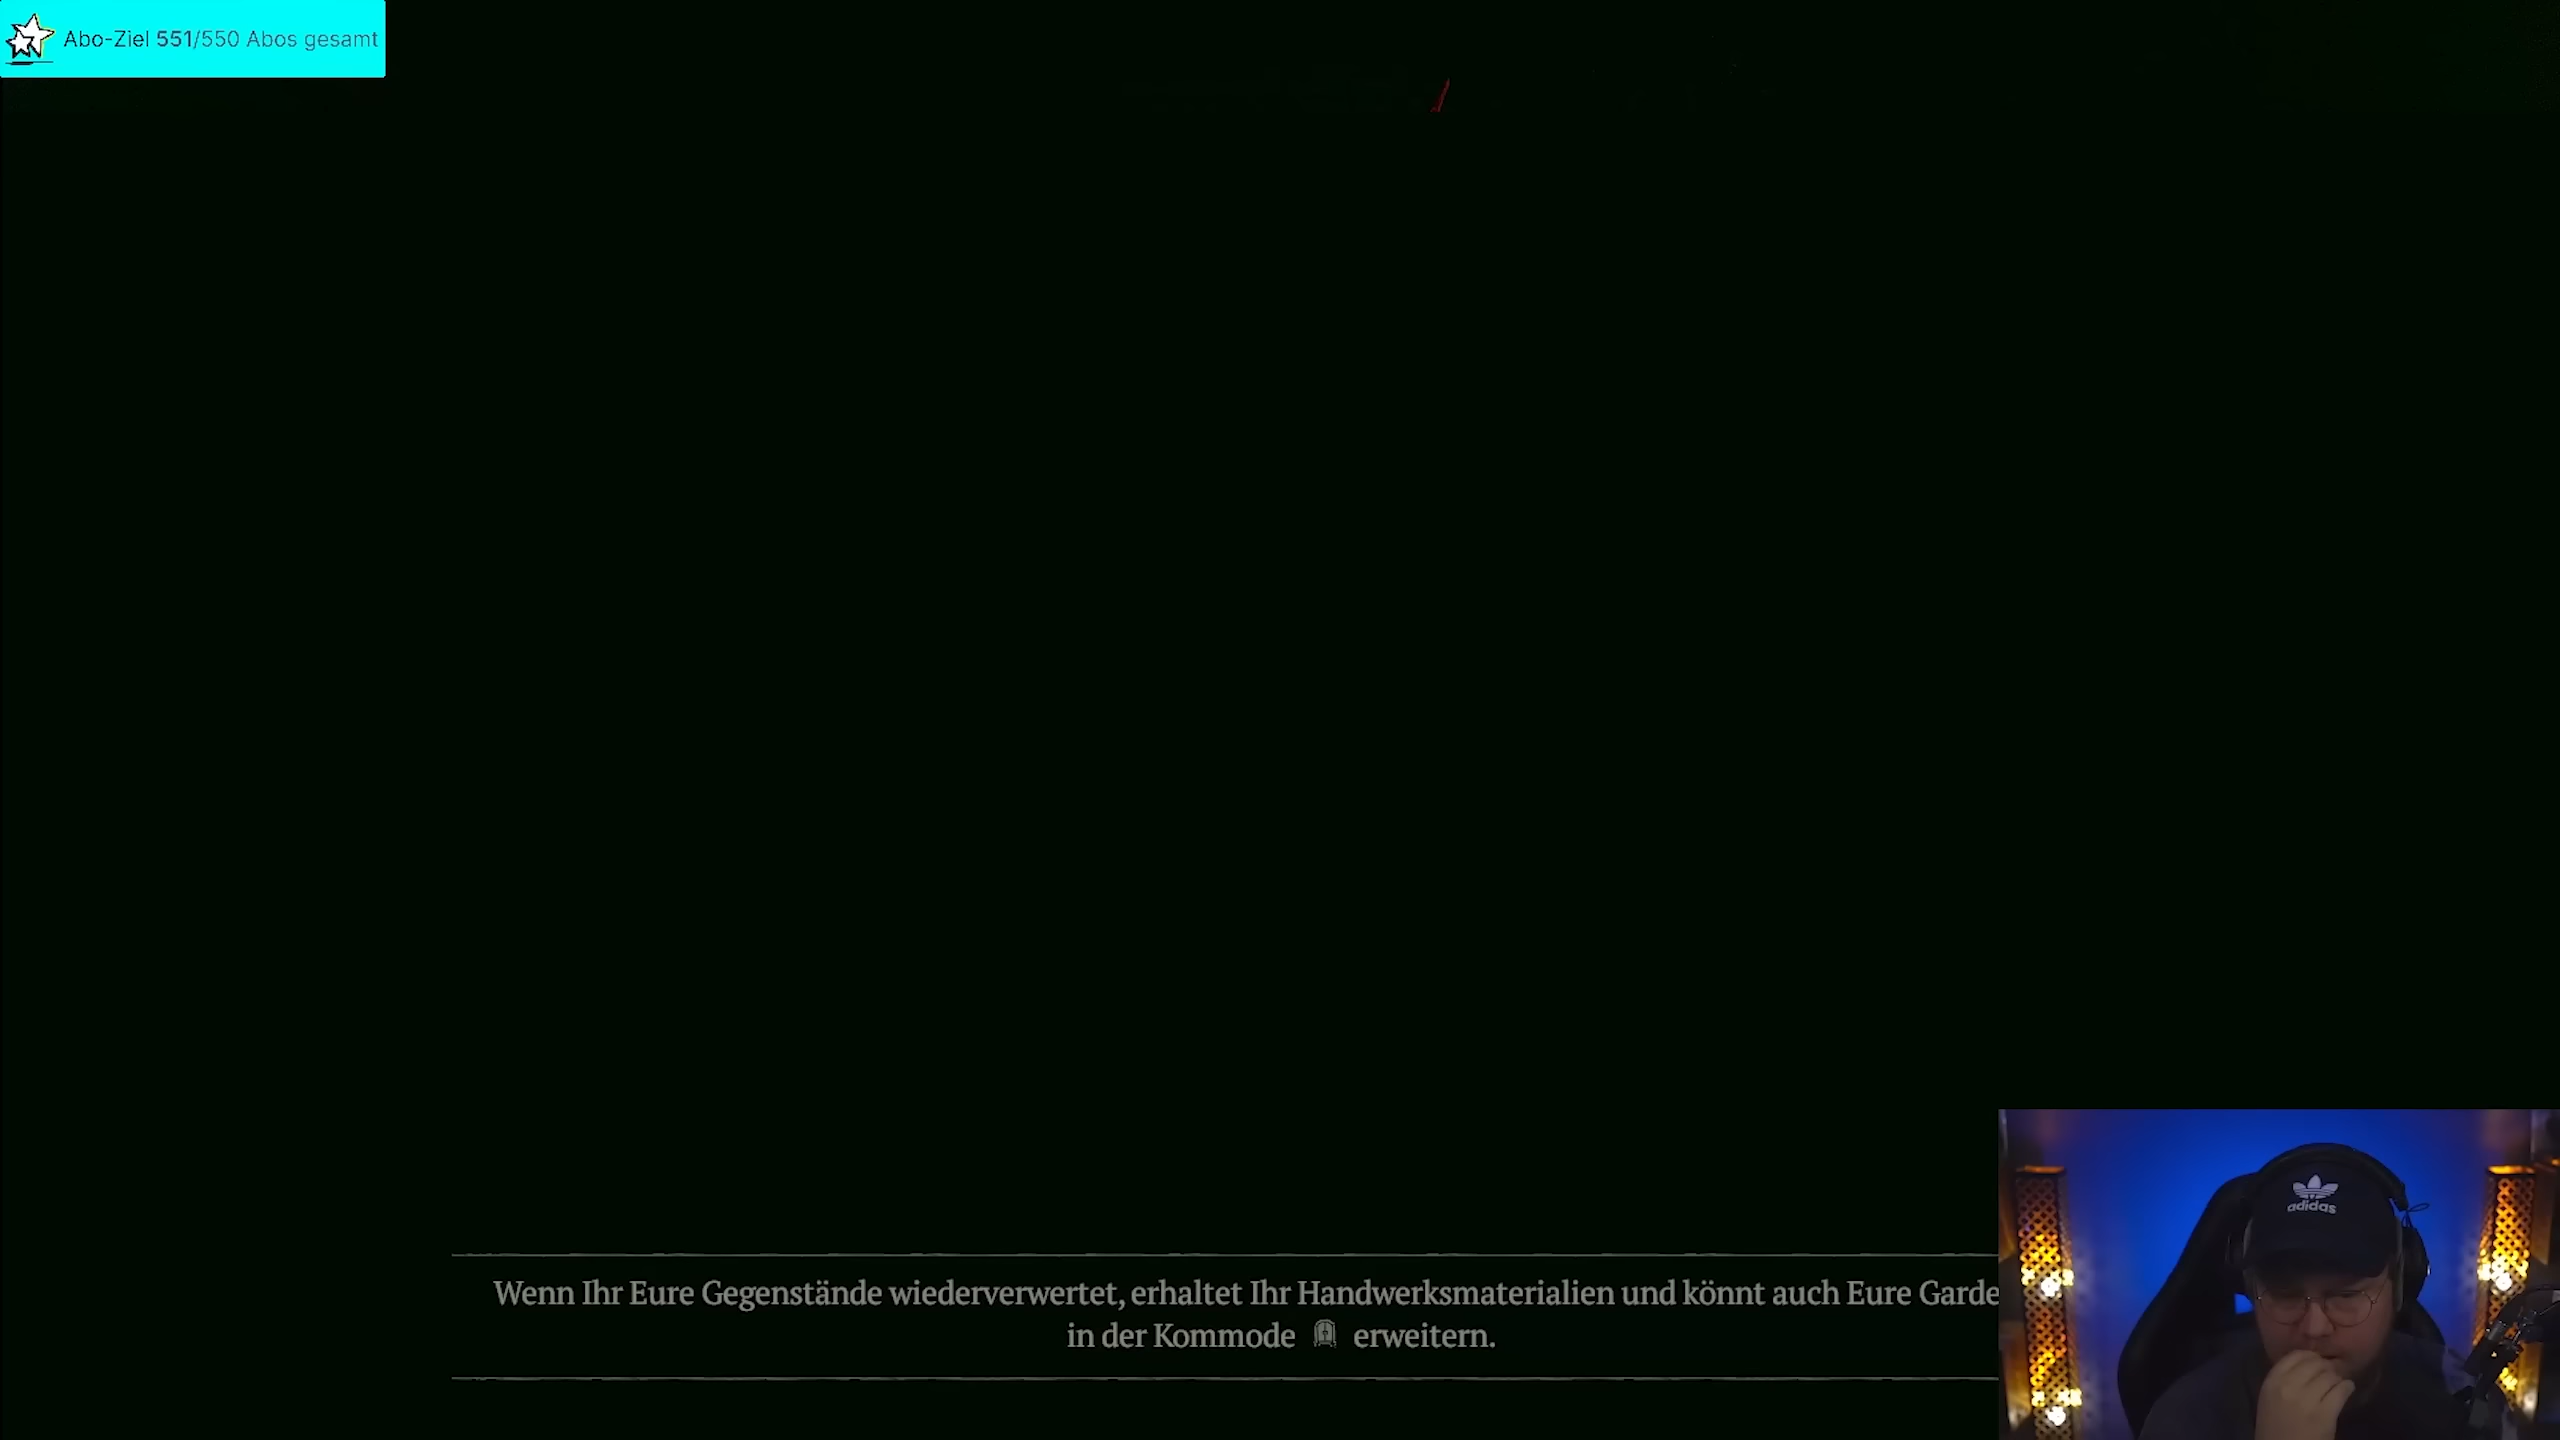 Abo-Ziel 551/550 Abos gesamt
adidas
Wenn Ihr Eure Gegenstände wiederverwertet, erhaltet Ihr Handwerksmaterialien und könnt auch Eure Garde
in der Kommode erweitern.